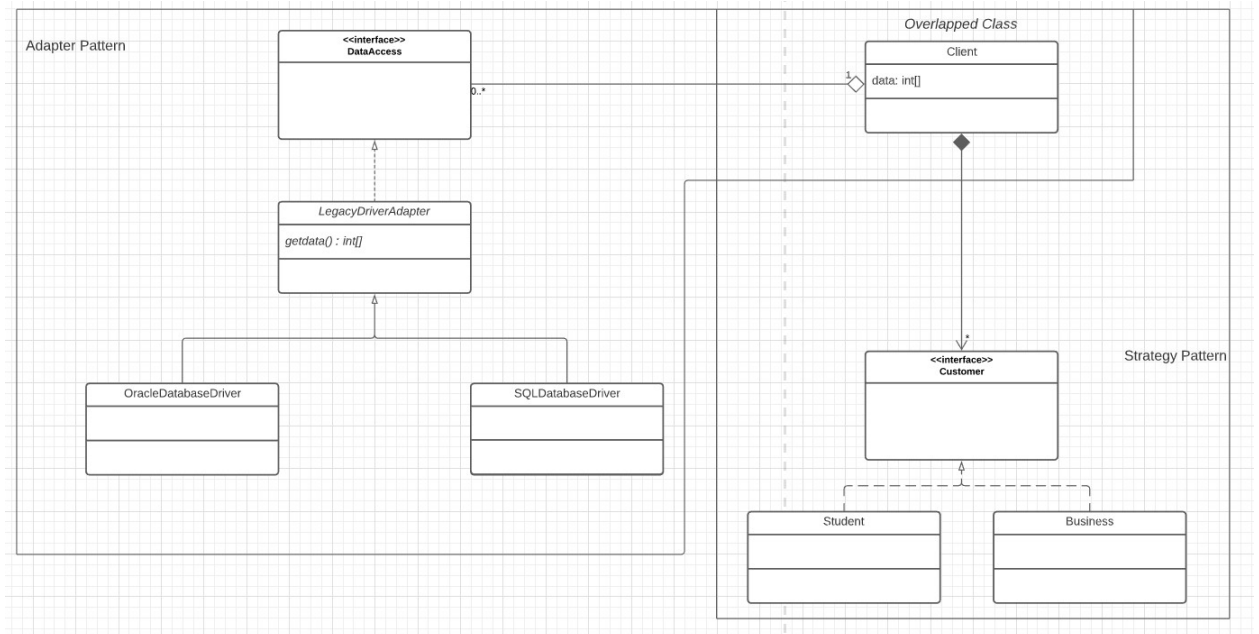 Adapter Pattern
<<interface>>
DataAccess
0..*
Overlapped Class
Client
1
data: int[]
LegacyDriverAdapter
getdata() : int[]
OracleDatabaseDriver
SQLDatabaseDriver
*
<<interface>>
Customer
Strategy Pattern
Student
Business